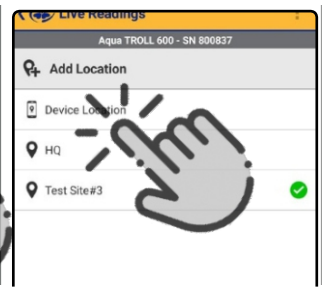 Live Readings
Aqua TROLL 600 - SN 800837
Add Location
Device Location
HQ
Test Site#3